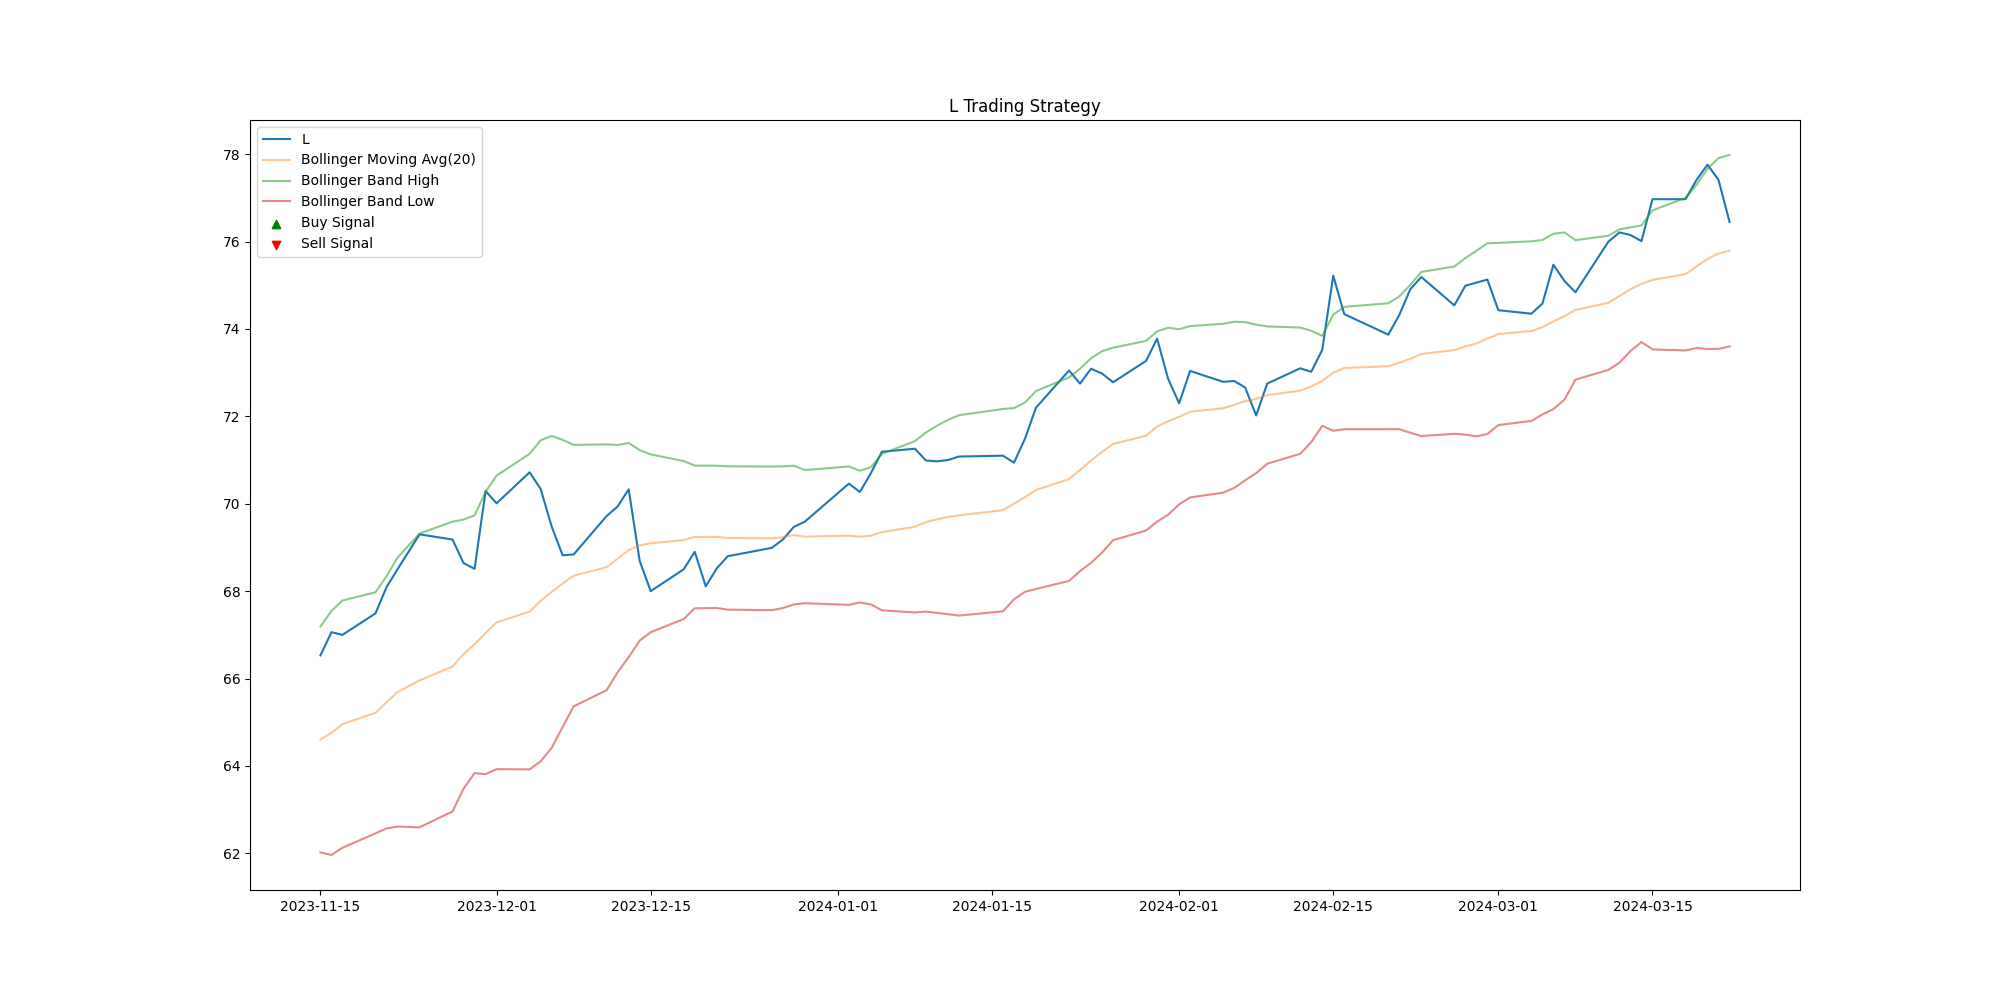 L Trading Strategy
L
Bollinger Moving Avg(20)
Bollinger Band High
Bollinger Band Low
Buy Signal
Sell Signal
78
76
74
72
70
68
66
64
62
2023-11-15 2023-12-01 2023-12-15 2024-01-01 2024-01-15 2024-02-01 2024-02-15 2024-03-01 2024-03-15